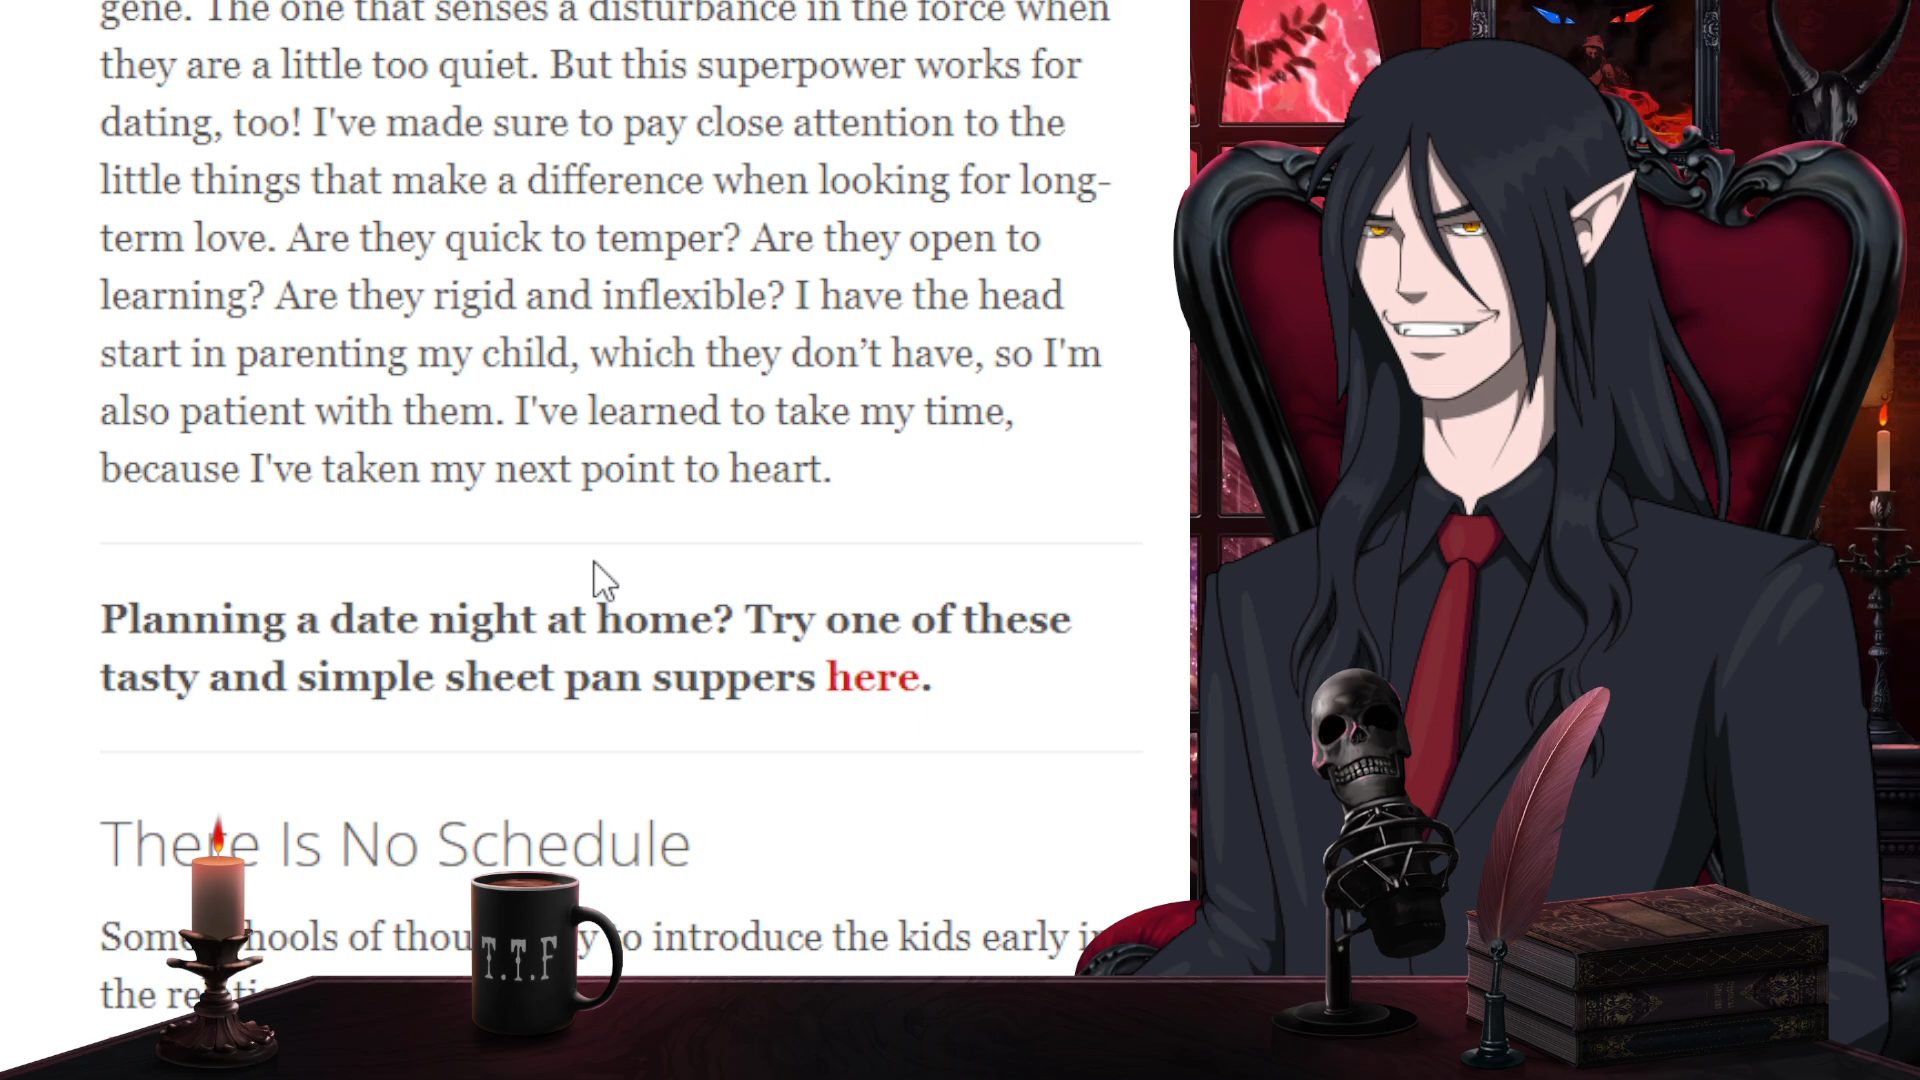 gene. The one that senses a disturbance in the force when
they are a little too quiet. But this superpower works for
dating, too! I've made sure to pay close attention to the
little things that make a difference when looking for long-
term love. Are they quick to temper? Are they open to
learning? Are they rigid and inflexible? I have the head
start in parenting my child, which they don’t have, so I'm
also patient with them. I've learned to take my time,
because I've taken my next point to heart.
Planning a date night at home? Try one of these
tasty and simple sheet pan suppers here.
There Is No Schedule
to introduce the kids early in
the
T.T.F